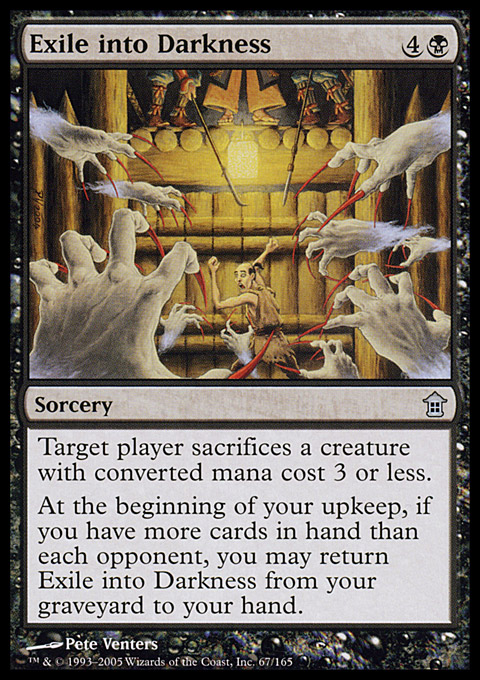 Exile into Darkness 4
Sorcery
Target player sacrifices a creature
with converted mana cost 3 or less.
At the beginning of your upkeep, if
you have more cards in hand than
each opponent, you may return
Exile into Darkness from your
graveyard to your hand.
Pete Venters
™ & © 1993–2005 Wizards of the Coast, Inc. 67/165